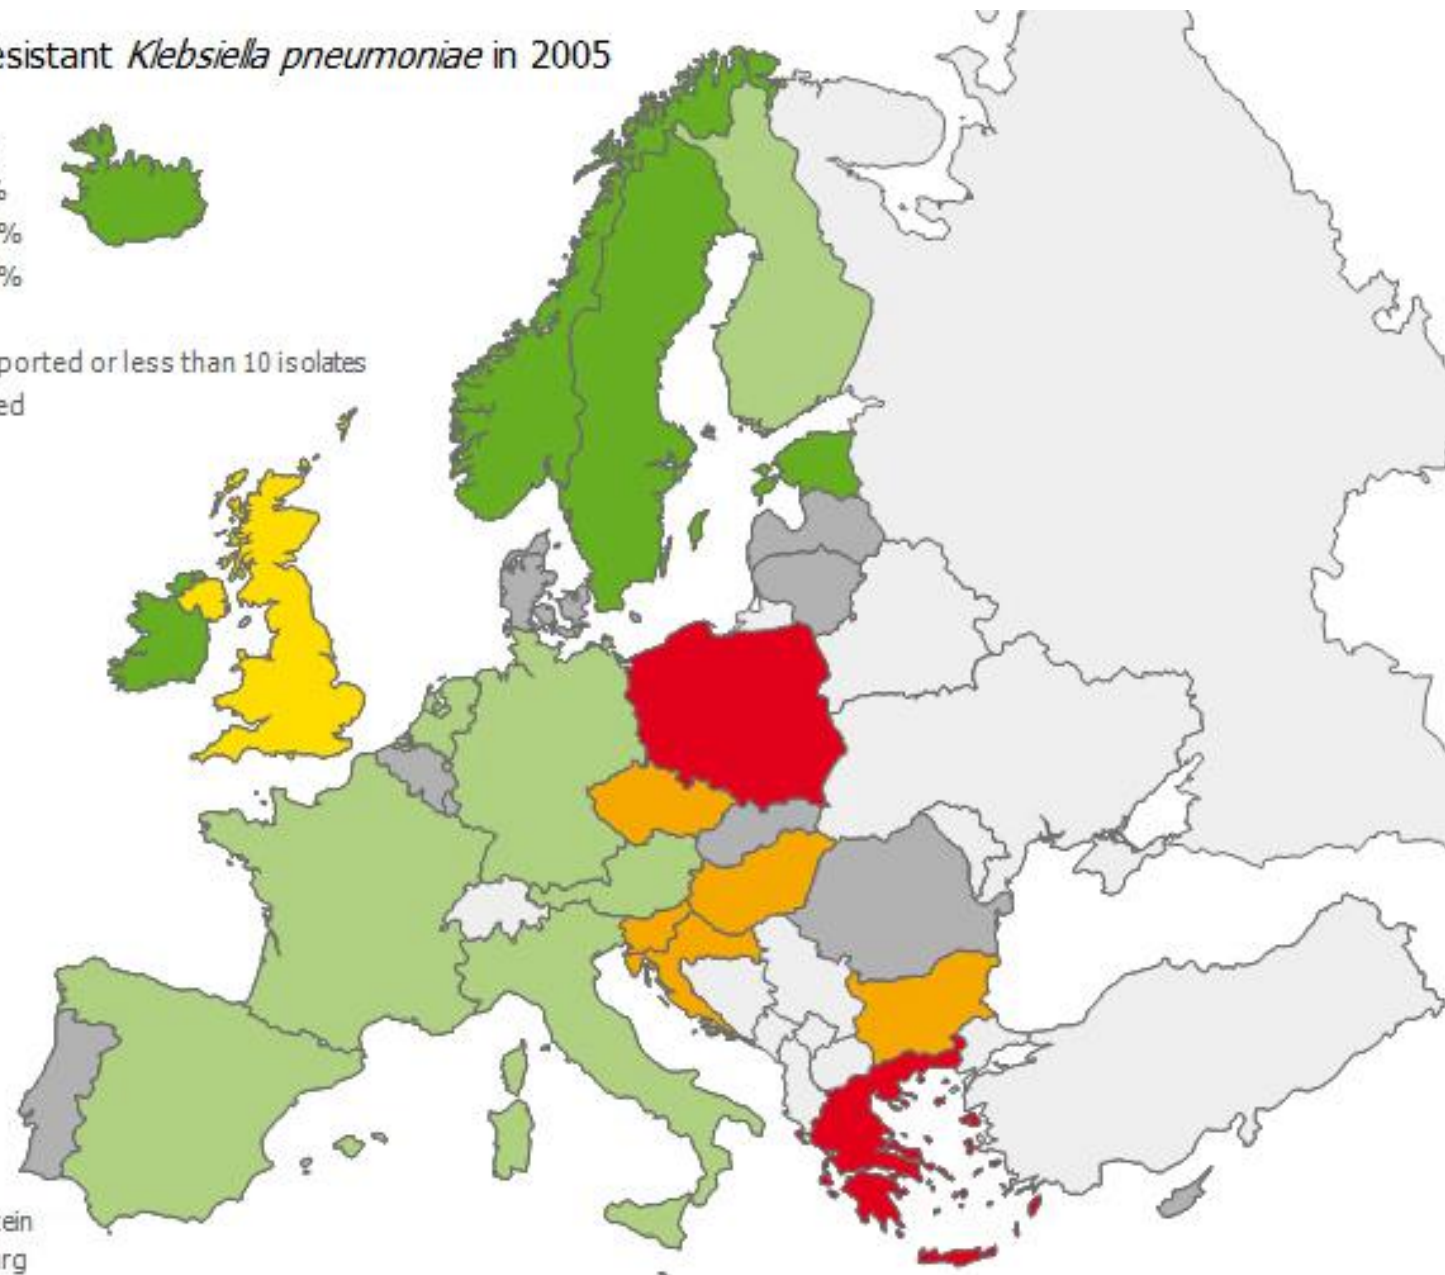 esistant Klebsiella pneumoniae in 2005
%
%
%
ported or less than 10 isolates
ed
ein
rg